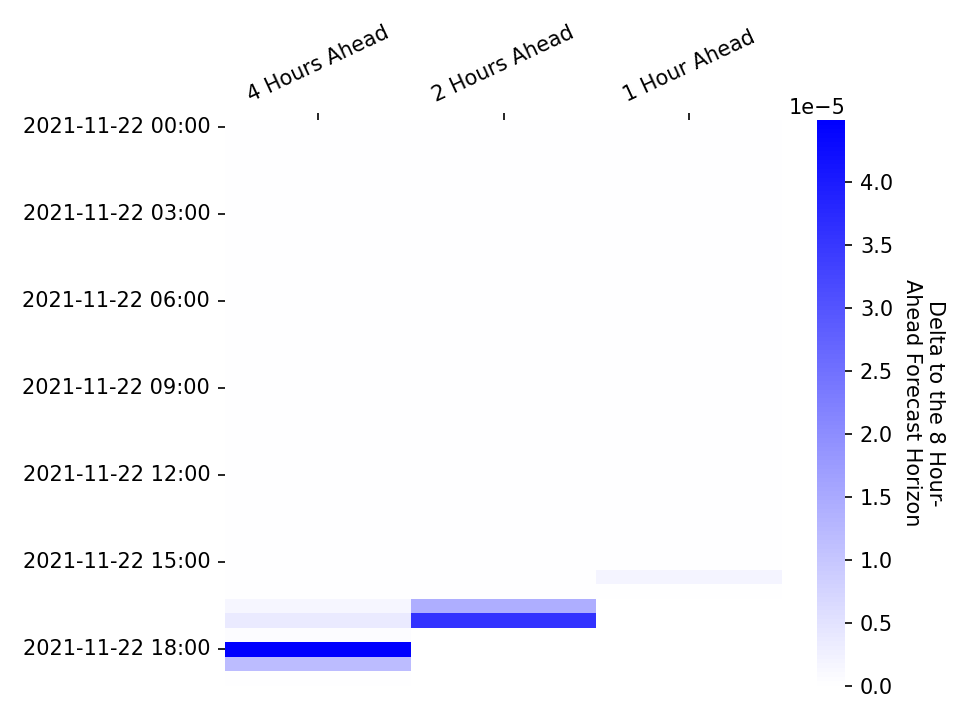 4 Hours Ahead
2 Hours Ahead
1 Hour Ahead
1e−5
2021-11-22 00:00
2021-11-22 03:00
2021-11-22 06:00
2021-11-22 09:00
2021-11-22 12:00
2021-11-22 15:00
2021-11-22 18:00
4.0
3.5
3.0
2.5
2.0
1.5
1.0
0.5
0.0
Delta to the 8 Hour-
Ahead Forecast Horizon